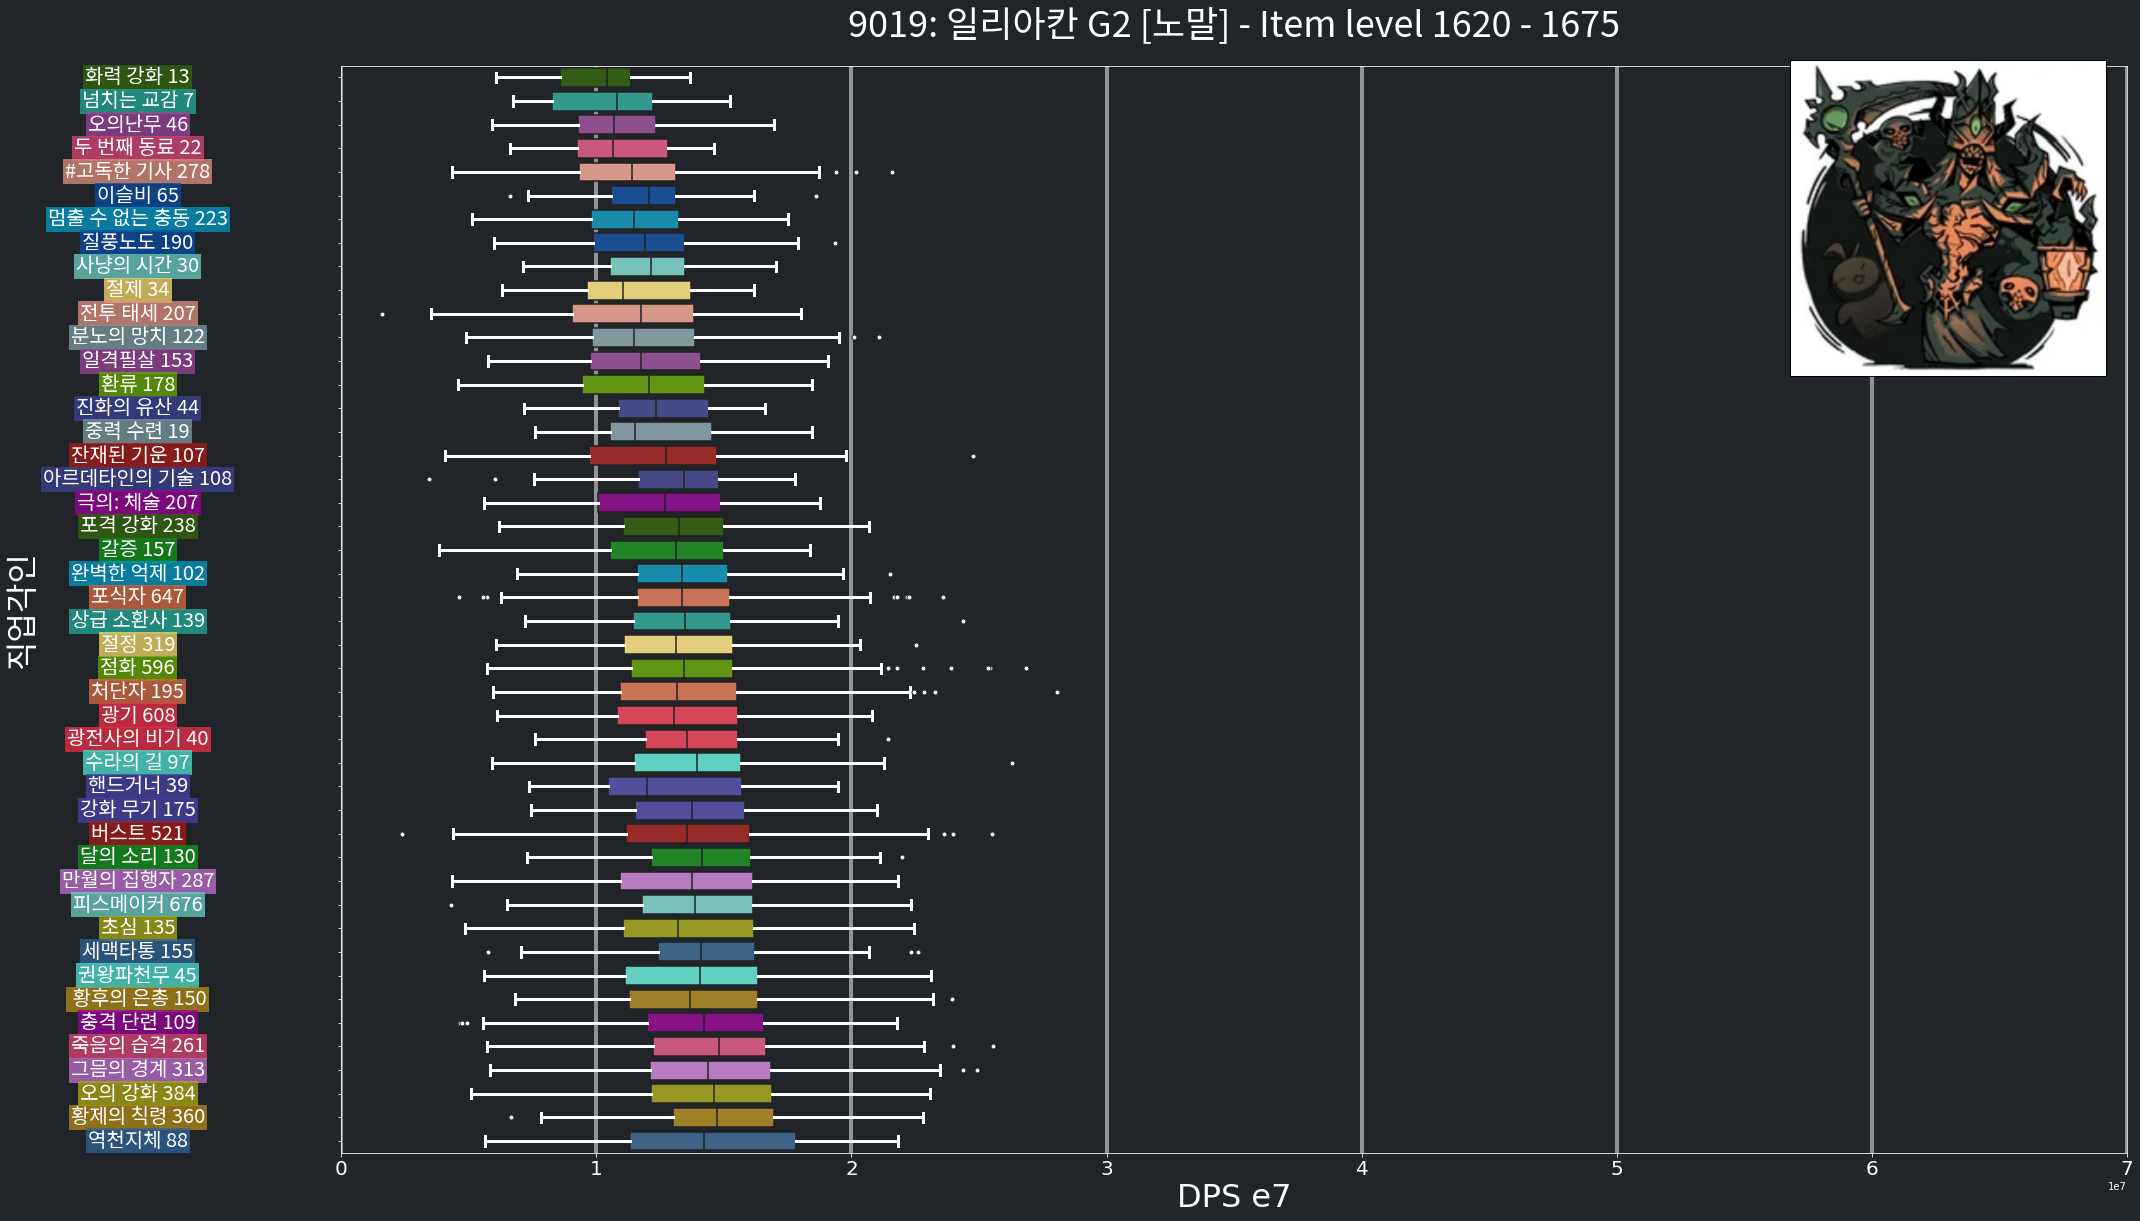 9019: 일리아칸 G2 [노말] - Item level 1620 - 1675
화력 강화 13
넘치는 교감 7
오의난무 46
두 번째 동료 22
#고독한 기사 278
이슬비 65
멈출 수 없는 충동 223
질풍노도 190
사냥의 시간 30
절제 34
전투 태세 207
분노의 망치 122
일격필살 153
환류 178
진화의 유산 44
중력 수련 19
잔재된 기운 107
아르데타인의 기술 108
극의: 체술 207
포격 강화 238
갈증 157
완벽한 억제 102
포식자 647
상급 소환사 139
절정 319
점화 596
처단자 195
광기 608
광전사의 비기 40
수라의 길 97
핸드거너 39
강화 무기 175
버스트 521
달의 소리 130
만월의 집행자 287
피스메이커 676
초심 135
세맥타통 155
권왕파천무 45
황후의 은총 150
충격 단련 109
죽음의 습격 261
그믐의 경계 313
오의 강화 384
황제의 칙령 360
역천지체 88
직업각인
0 1 2 3 4 5 6 7
1e7
DPS e7